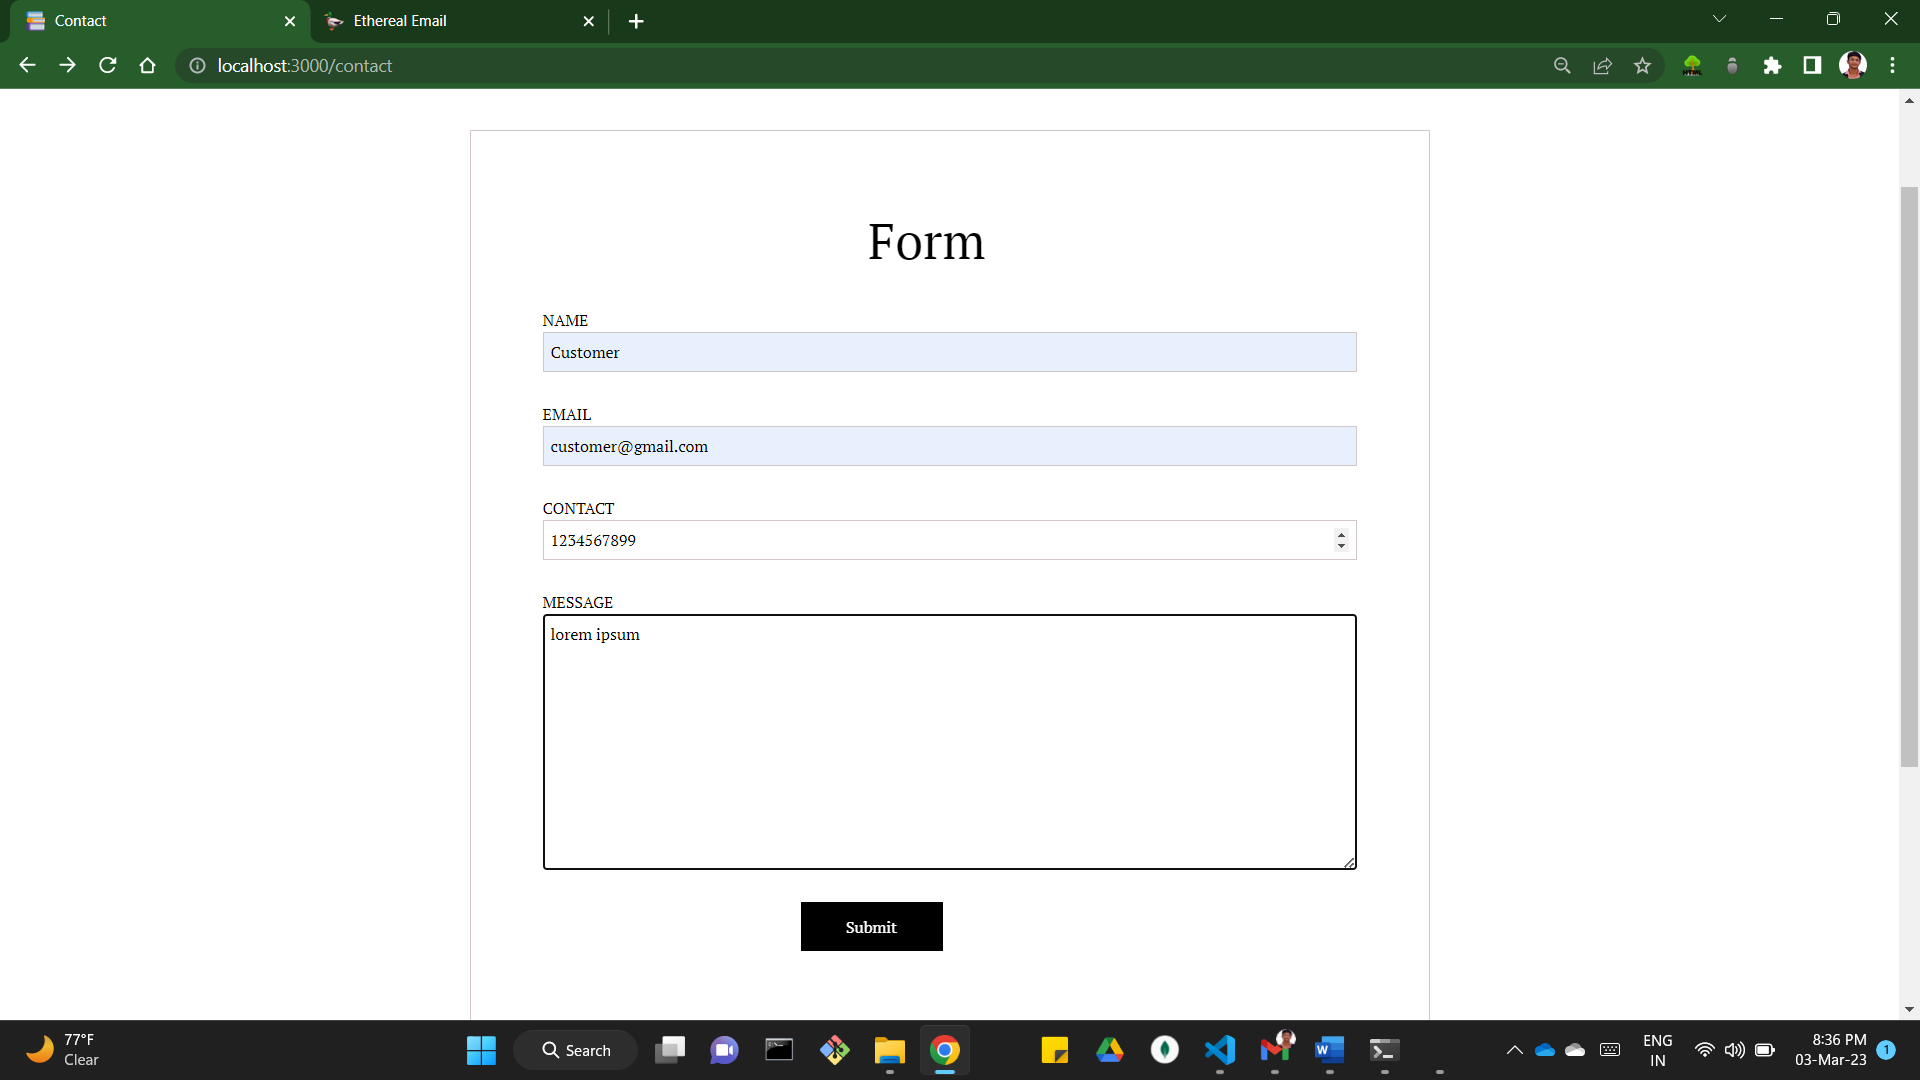 Contact
Ethereal Email
localhost:3000/contact
Form
NAME
Customer
EMAIL
customer@gmail.com
CONTACT
1234567899
MESSAGE
lorem ipsum
Submit
77°F
Clear
Search
ENG
IN
8:36 PM
03-Mar-23
1